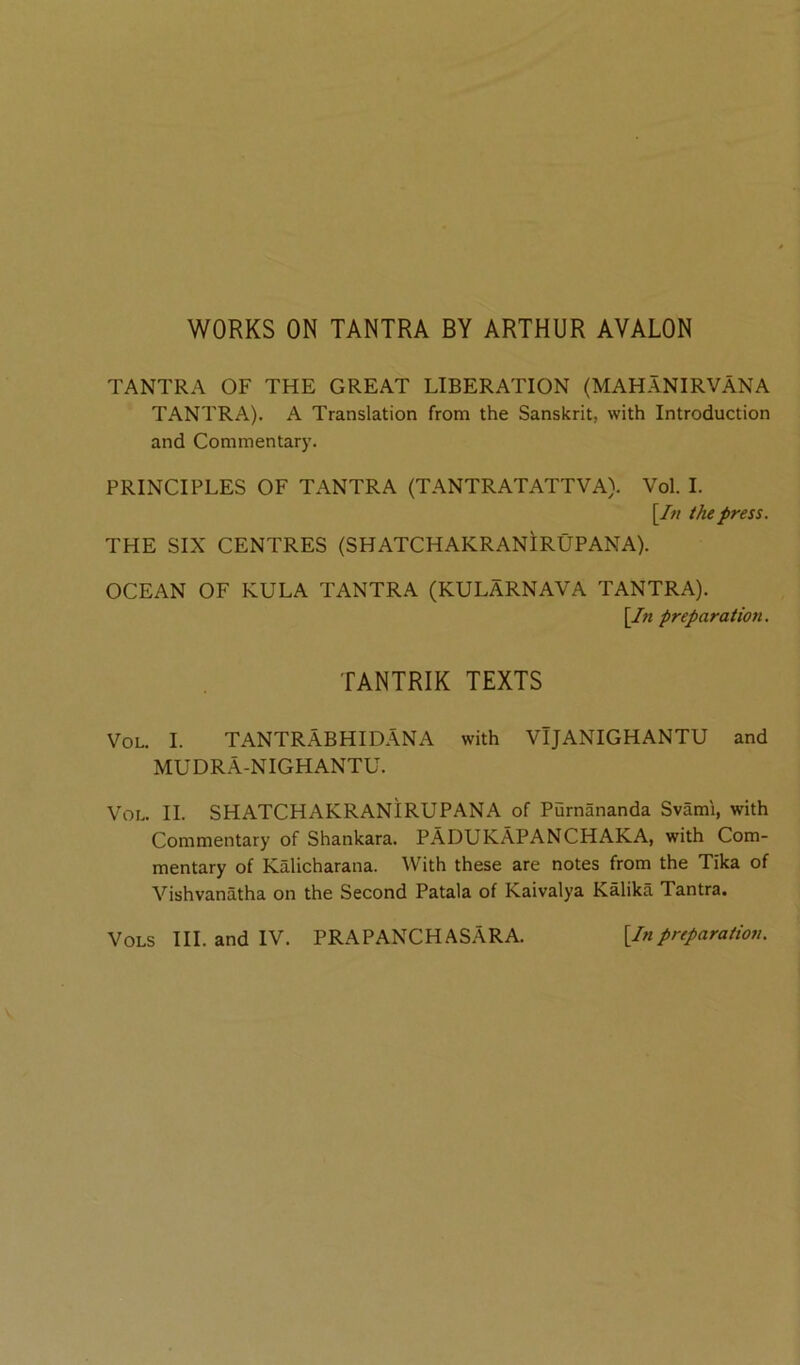 WORKS ON TANTRA BY ARTHUR AVALON
TANTRA OF THE GREAT LIBERATION (MAHĀNIRVĀNA
TANTRA). A Translation from the Sanskrit, with Introduction
and Commentary.
PRINCIPLES OF TANTRA (TANTRATATTVA). Vol. I.
[In the press.
THE SIX CENTRES (SHATCHAKRANÌRŪPANA).
OCEAN OF KULA TANTRA (KULĀRNAVA TANTRA).
[In preparation.
TANTRIK TEXTS
VOL. I. TANTRĀBHIDĀNA with VĪJANIGHANTU and
MUDRĀ-NIGHANTU.
VOL. II. SHATCHAKRANÌRUPANA of Pūrnānanda Svāmì, with
Commentary of Shankara. PĀDUKĀPANCHAKA, with Com-
mentary of Kālicharana. With these are notes from the Tīka of
Vishvanātha on the Second Patala of Kaivalya Kālikā Tantra.
VOLS III. and IV. PRAPANCHASĀRA. [In preparation.